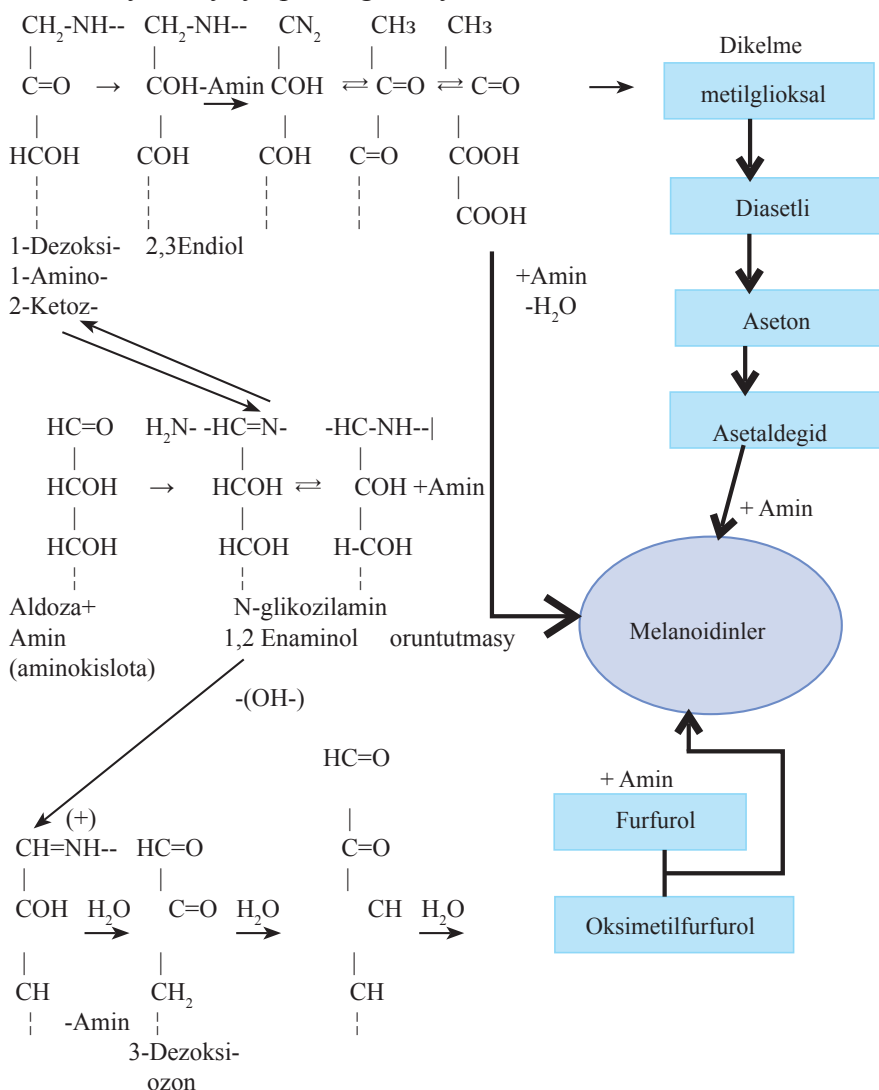 CH₂-NH-- CH₂-NH-- CN₂ CH₃ CH₃
| | | | |
C=O → COH-Amin COH ⇄ C=O ⇄ C=O →
| | | | |
HCOH COH COH C=O COOH
|
COOH
1-Dezoksi- 2,3Endiol
1-Amino-
2-Ketoz-
+Amin
-H₂O
Dikelme
metilglioksal
Diasetli
Aseton
Asetaldegid
+ Amin
Melanoidinler
HC=O H₂N- -HC=N- -HC-NH--|
| | |
HCOH → HCOH ⇄ COH +Amin
| | |
HCOH HCOH H-COH
Aldoza+ N-glikozilamin
Amin 1,2 Enaminol oruntutmasy
(aminokislota)
-(OH-)
HC=O
(+) |
CH=NH-- HC=O C=O
| |
COH H₂O C=O H₂O CH H₂O
| | |
CH CH₂ CH
-Amin
3-Dezoksi-
ozon
+ Amin
Furfurol
Oksimetilfurfurol